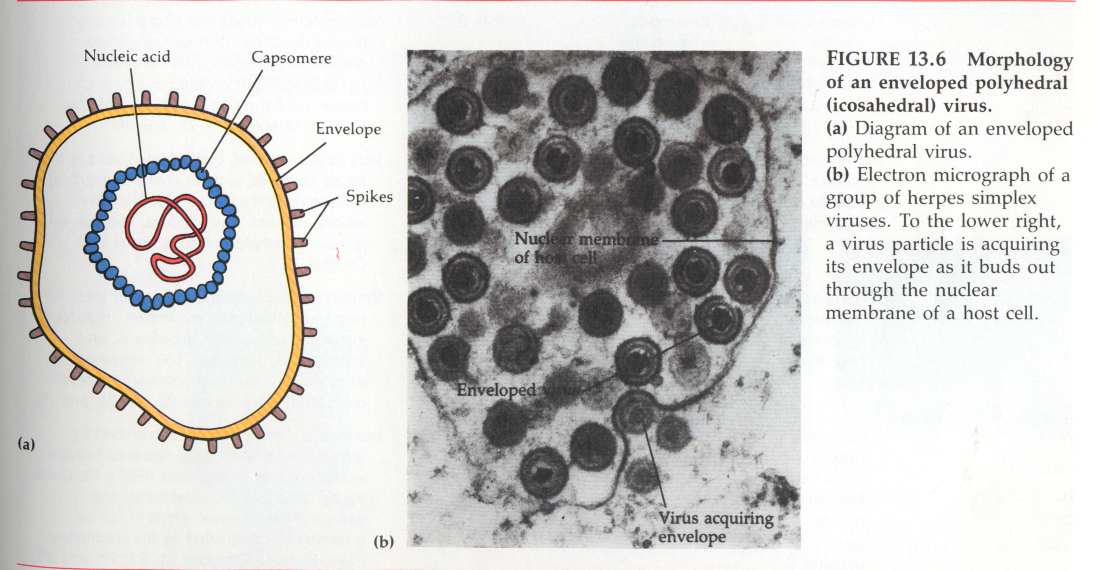 Nucleic acid
Capsomere
Envelope
Spikes
(a)
Nuclear membrane
of host cell
Enveloped virus
Virus acquiring
envelope
(b)
FIGURE 13.6 Morphology
of an enveloped polyhedral
(icosahedral) virus.
(a) Diagram of an enveloped
polyhedral virus.
(b) Electron micrograph of a
group of herpes simplex
viruses. To the lower right,
a virus particle is acquiring
its envelope as it buds out
through the nuclear
membrane of a host cell.